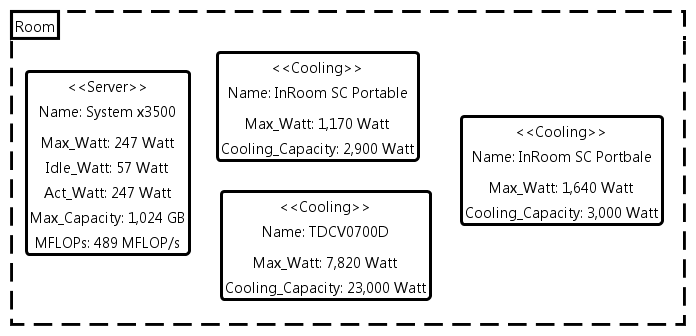 Room
<<Server>>
Name: System x3500
Max_Watt: 247 Watt
Idle_Watt: 57 Watt
Act_Watt: 247 Watt
Max_Capacity: 1,024 GB
MFLOPs: 489 MFLOP/s
<<Cooling>>
Name: InRoom SC Portable
Max_Watt: 1,170 Watt
Cooling_Capacity: 2,900 Watt
<<Cooling>>
Name: TDCV0700D
Max_Watt: 7,820 Watt
Cooling_Capacity: 23,000 Watt
<<Cooling>>
Name: InRoom SC Portbale
Max_Watt: 1,640 Watt
Cooling_Capacity: 3,000 Watt